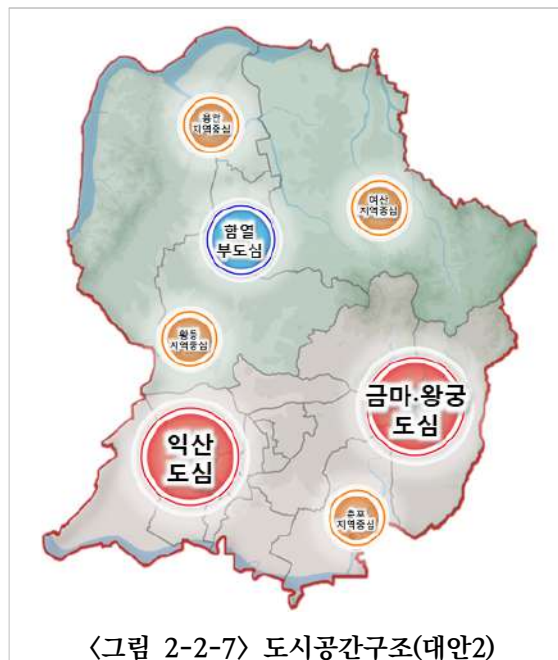 용안
지역중심
여산
지역중심
함열
부도심
황등
지역중심
금마·왕궁
도심
익산
도심
춘포
지역중심
〈그림 2-2-7〉 도시공간구조(대안2)